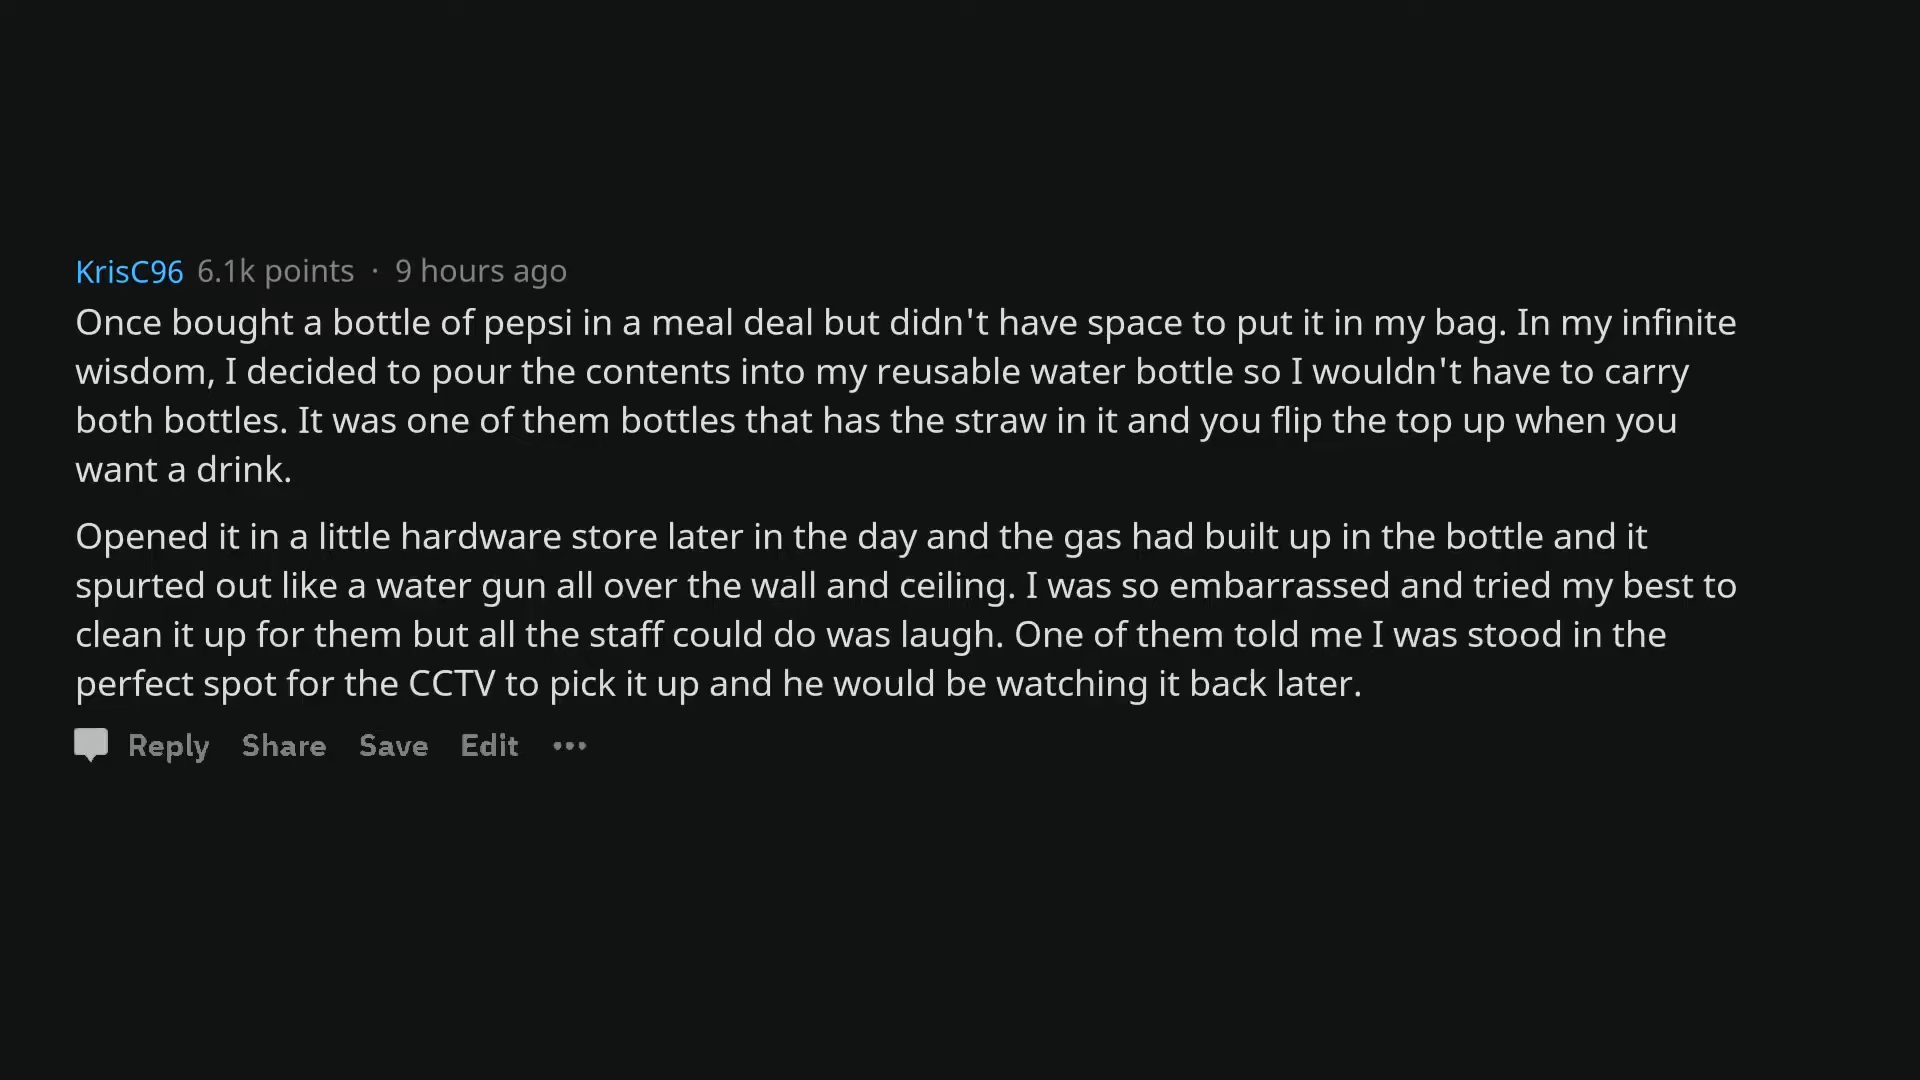 KrisC96 6.1k points · 9 hours ago
Once bought a bottle of pepsi in a meal deal but didn't have space to put it in my bag. In my infinite
wisdom, I decided to pour the contents into my reusable water bottle so I wouldn't have to carry
both bottles. It was one of them bottles that has the straw in it and you flip the top up when you
want a drink.
Opened it in a little hardware store later in the day and the gas had built up in the bottle and it
spurted out like a water gun all over the wall and ceiling. I was so embarrassed and tried my best to
clean it up for them but all the staff could do was laugh. One of them told me I was stood in the
perfect spot for the CCTV to pick it up and he would be watching it back later.
Reply Share Save Edit •••